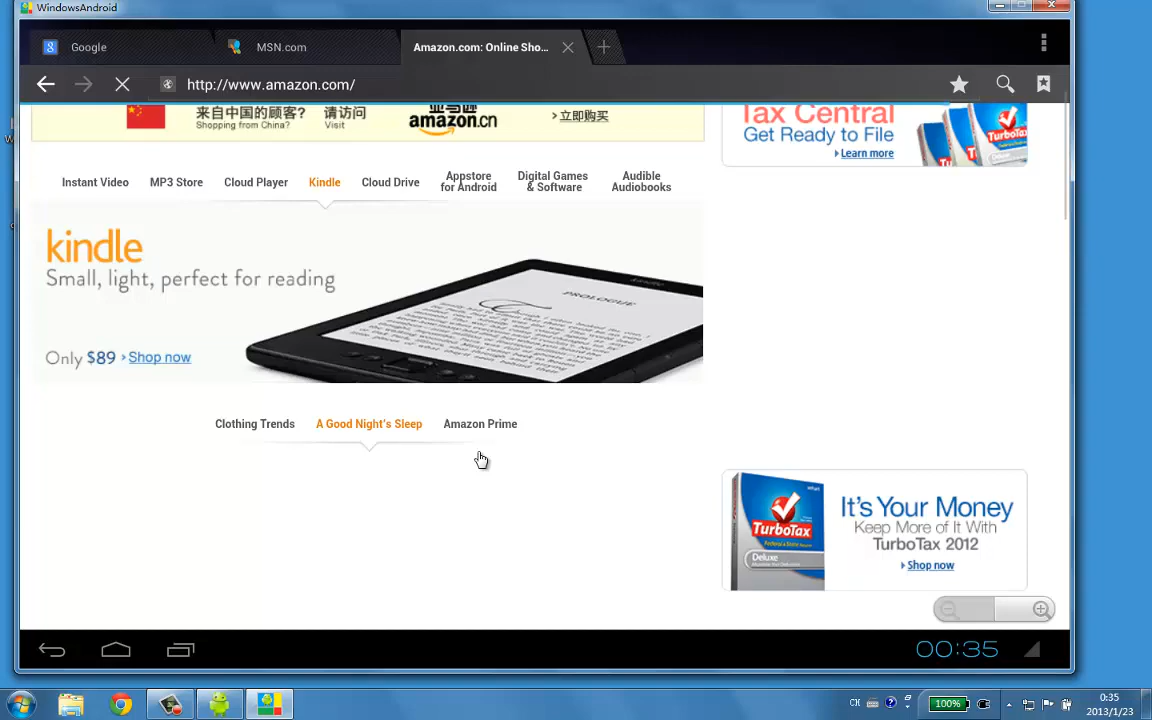 WindowsAndroid
Google
MSN.com
Amazon.com: Online Sho...
http://www.amazon.com/
来自中国的顾客? 请访问
Shopping from China? Visit
亚马逊
amazon.cn
立即购买
Tax Central
Get Ready to File
Learn more
TurboTax
Instant Video
MP3 Store
Cloud Player
Kindle
Cloud Drive
Appstore
for Android
Digital Games
& Software
Audible
Audiobooks
kindle
Small, light, perfect for reading
Only $89 Shop now
PROLOGUE
Clothing Trends
A Good Night's Sleep
Amazon Prime
TurboTax
Deluxe
It's Your Money
Keep More of It With
TurboTax 2012
Shop now
00:35
CH
100%
0:35
2013/1/23